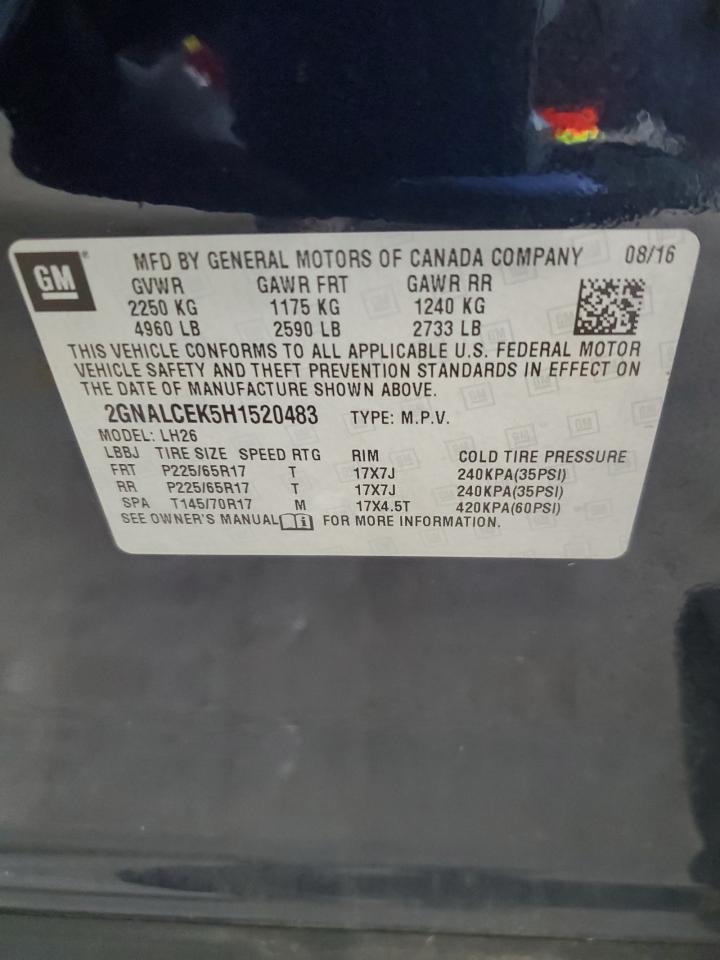 GM ® MFD BY GENERAL MOTORS OF CANADA COMPANY 08/16
GVWR GAWR FRT GAWR RR
2250 KG 1175 KG 1240 KG
4960 LB 2590 LB 2733 LB
THIS VEHICLE CONFORMS TO ALL APPLICABLE U.S. FEDERAL MOTOR
VEHICLE SAFETY AND THEFT PREVENTION STANDARDS IN EFFECT ON
THE DATE OF MANUFACTURE SHOWN ABOVE.
2GNALCEK5H1520483 TYPE: M.P.V.
MODEL: LH26
LBBJ TIRE SIZE SPEED RTG RIM COLD TIRE PRESSURE
FRT P225/65R17 T 17X7J 240KPA(35PSI)
RR P225/65R17 T 17X7J 240KPA(35PSI)
SPA T145/70R17 M 17X4.5T 420KPA(60PSI)
SEE OWNER'S MANUAL i FOR MORE INFORMATION.